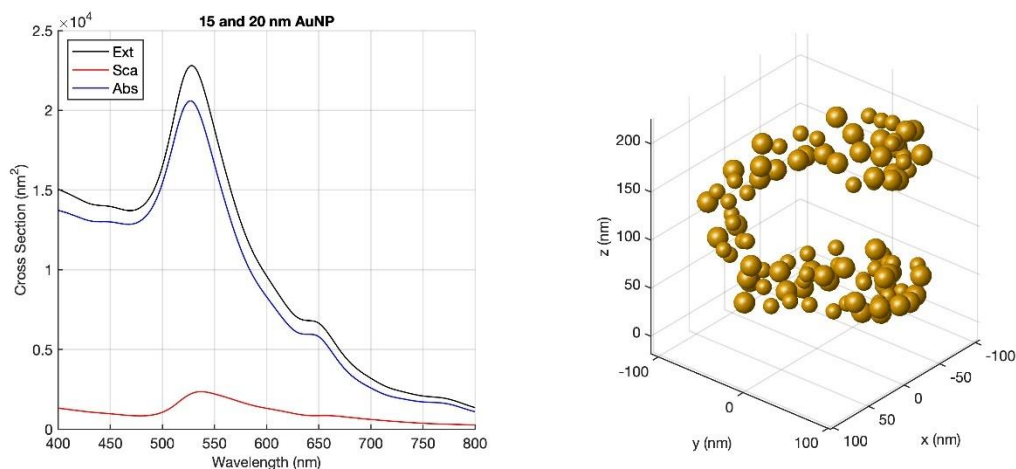 15 and 20 nm AuNP
×10⁴
2.5
2
1.5
1
0.5
0
Cross Section (nm²)
Ext
Sca
Abs
400 450 500 550 600 650 700 750 800
Wavelength (nm)
200
150
100
50
0
z (nm)
-100
0
100
y (nm)
100
50
0
-50
-100
x (nm)